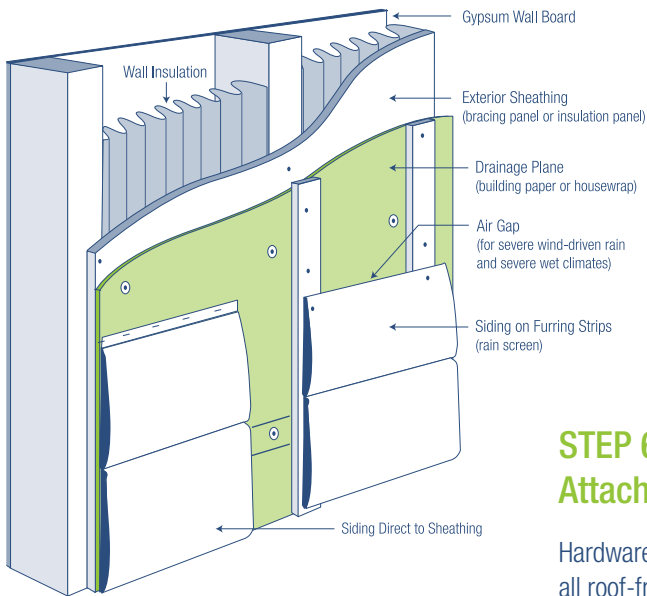 Gypsum Wall Board
Wall Insulation
Exterior Sheathing
(bracing panel or insulation panel)
Drainage Plane
(building paper or housewrap)
Air Gap
(for severe wind-driven rain
and severe wet climates)
Siding on Furring Strips
(rain screen)
Siding Direct to Sheathing
STEP
Attach
Hardware
all roof-fr